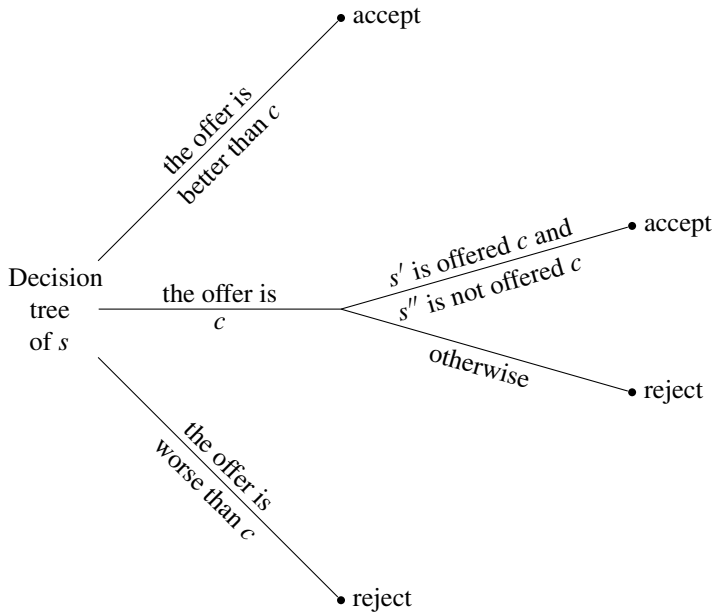 accept
the offer is
better than c
s′ is offered c and
s″ is not offered c
accept
Decision
tree
of s
the offer is
c
otherwise
reject
the offer is
worse than c
reject